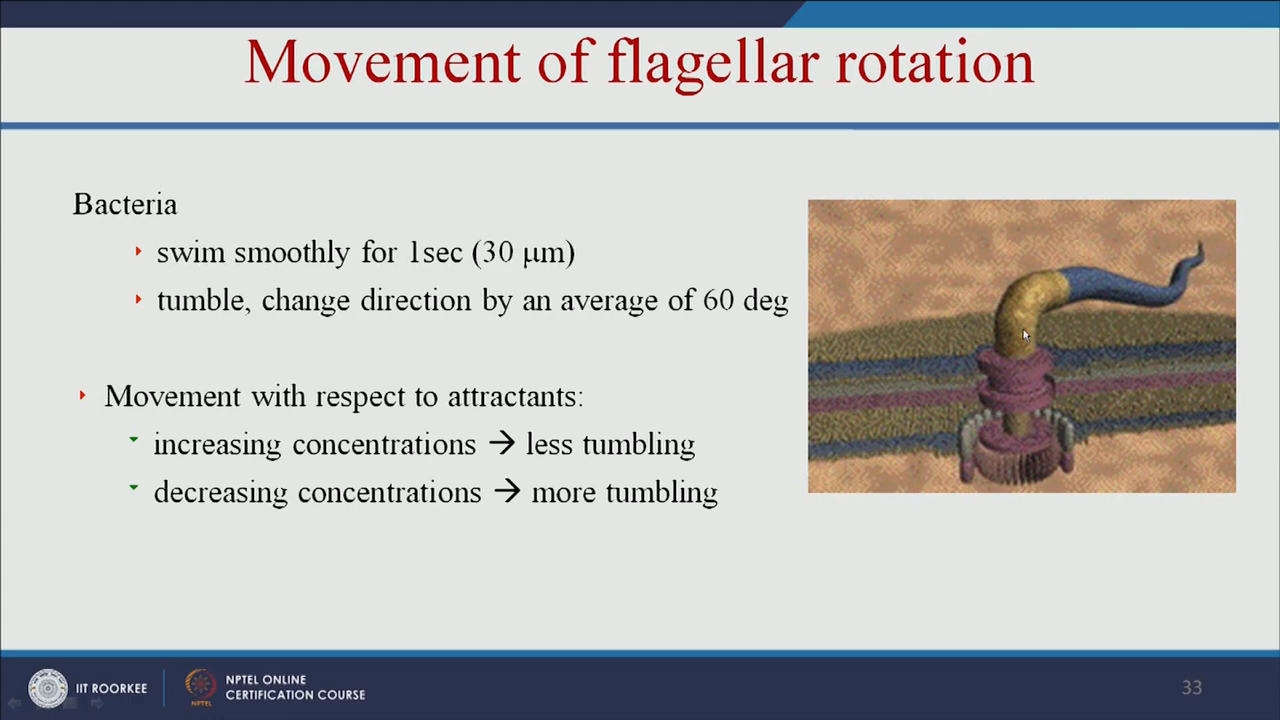 Movement of flagellar rotation
Bacteria
swim smoothly for 1sec (30 μm)
tumble, change direction by an average of 60 deg
Movement with respect to attractants:
increasing concentrations → less tumbling
decreasing concentrations → more tumbling
IIT ROORKEE
NPTEL
NPTEL ONLINE
CERTIFICATION COURSE
33